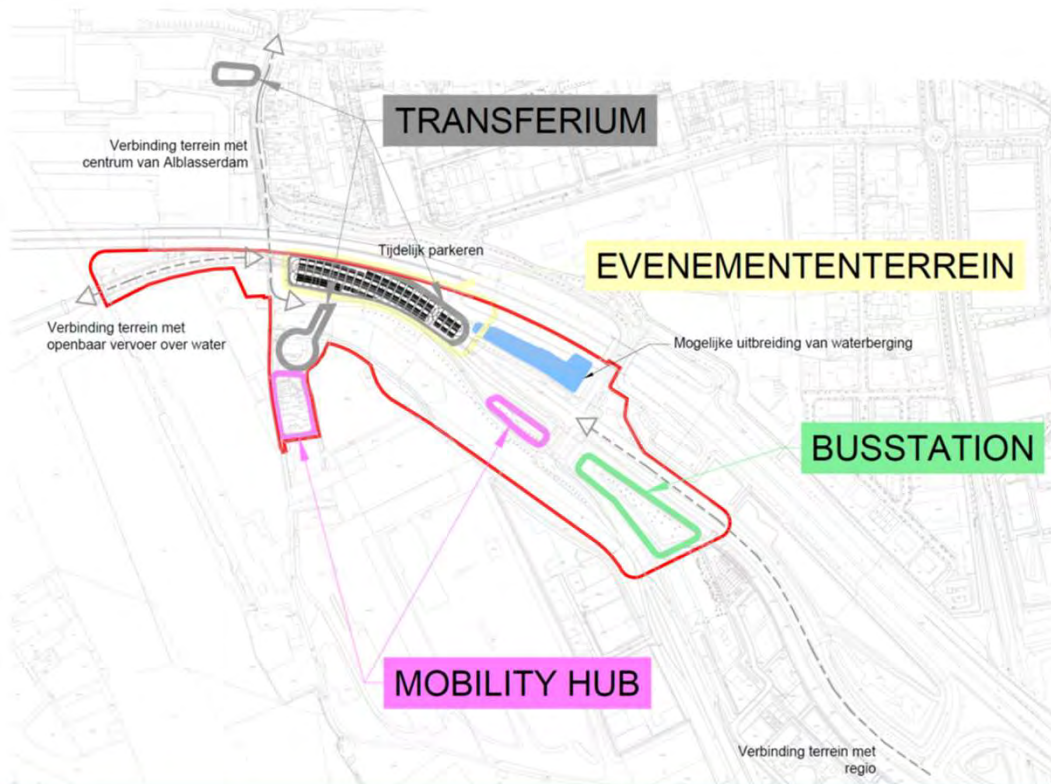 TRANSFERIUM
Verbinding terrein met
centrum van Alblasserdam
Tijdelijk parkeren
EVENEMENTENTERREIN
Verbinding terrein met
openbaar vervoer over water
Mogelijke uitbreiding van waterberging
BUSSTATION
MOBILITY HUB
Verbinding terrein met
regio